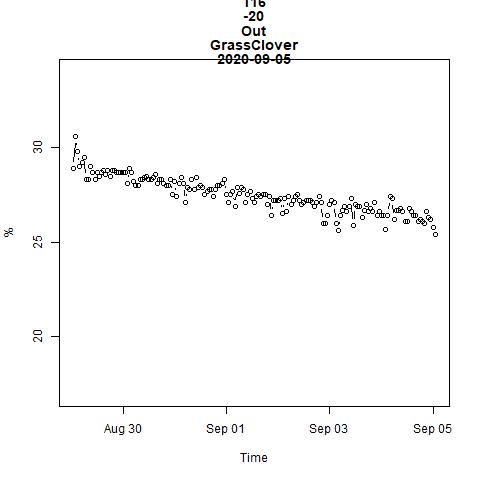 T16
-20
Out
GrassClover
2020-09-05
30
25
20
%
Aug 30
Sep 01
Sep 03
Sep 05
Time